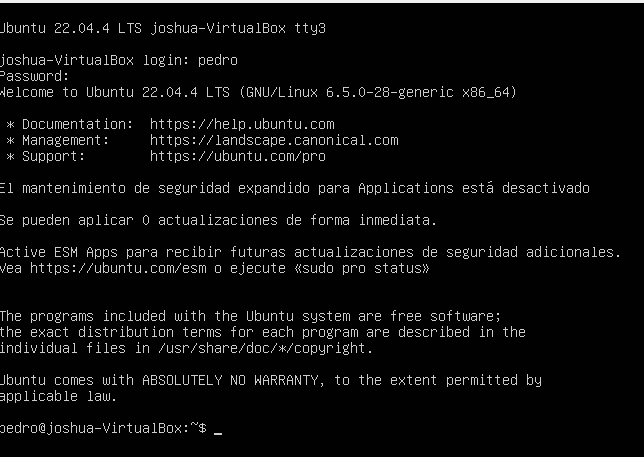 Ubuntu 22.04.4 LTS joshua-VirtualBox tty3
joshua-VirtualBox login: pedro
Password:
Welcome to Ubuntu 22.04.4 LTS (GNU/Linux 6.5.0-28-generic x86_64)
* Documentation:  https://help.ubuntu.com
* Management:     https://landscape.canonical.com
* Support:        https://ubuntu.com/pro
El mantenimiento de seguridad expandido para Applications está desactivado
Se pueden aplicar 0 actualizaciones de forma inmediata.
Active ESM Apps para recibir futuras actualizaciones de seguridad adicionales.
Vea https://ubuntu.com/esm o ejecute «sudo pro status»
The programs included with the Ubuntu system are free software;
the exact distribution terms for each program are described in the
individual files in /usr/share/doc/*/copyright.
Ubuntu comes with ABSOLUTELY NO WARRANTY, to the extent permitted by
applicable law.
pedro@joshua-VirtualBox:~$ _